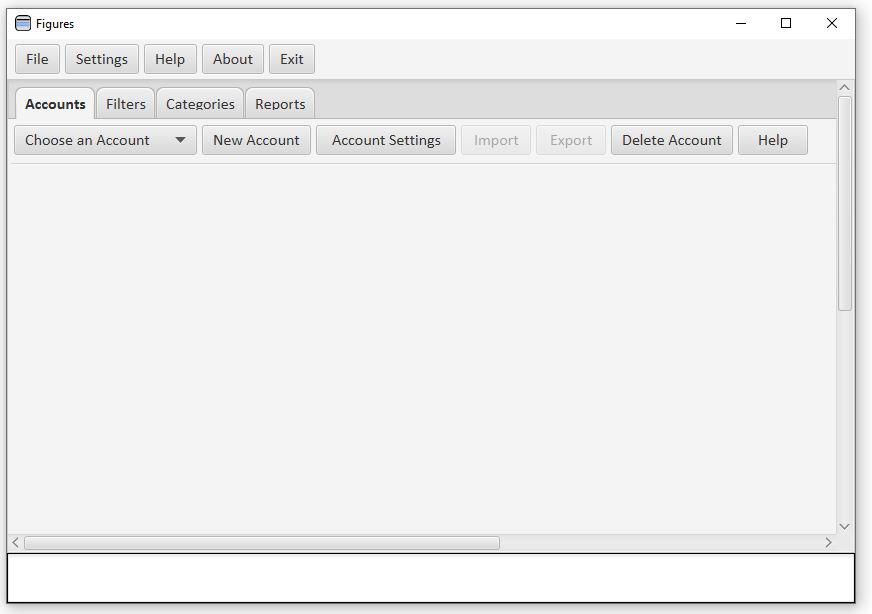 Figures
File Settings Help About Exit
Accounts Filters Categories Reports
Choose an Account New Account Account Settings Import Export Delete Account Help